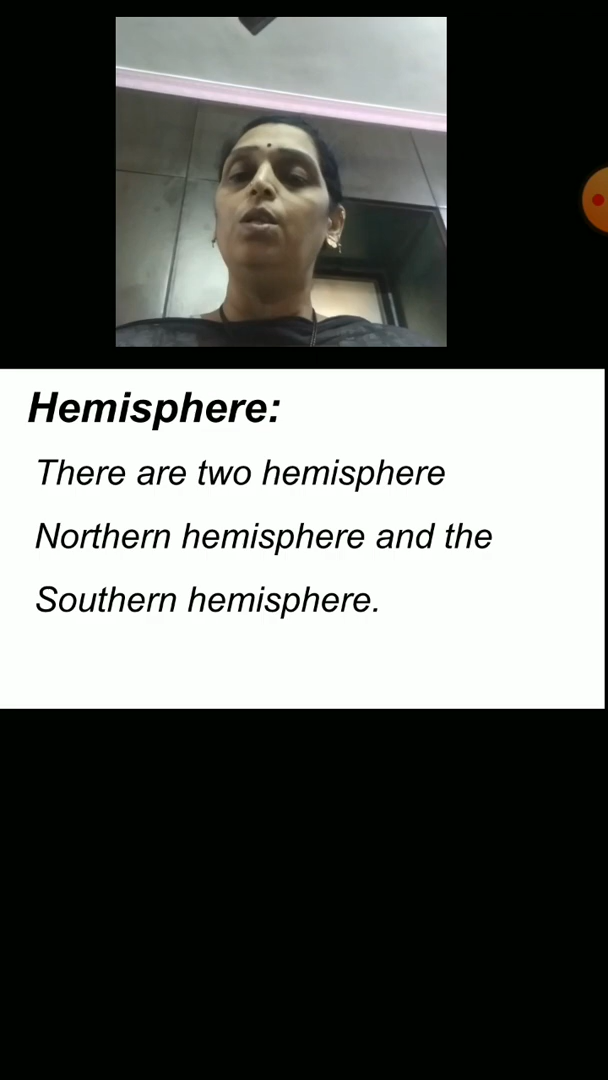 Hemisphere:
There are two hemisphere
Northern hemisphere and the
Southern hemisphere.